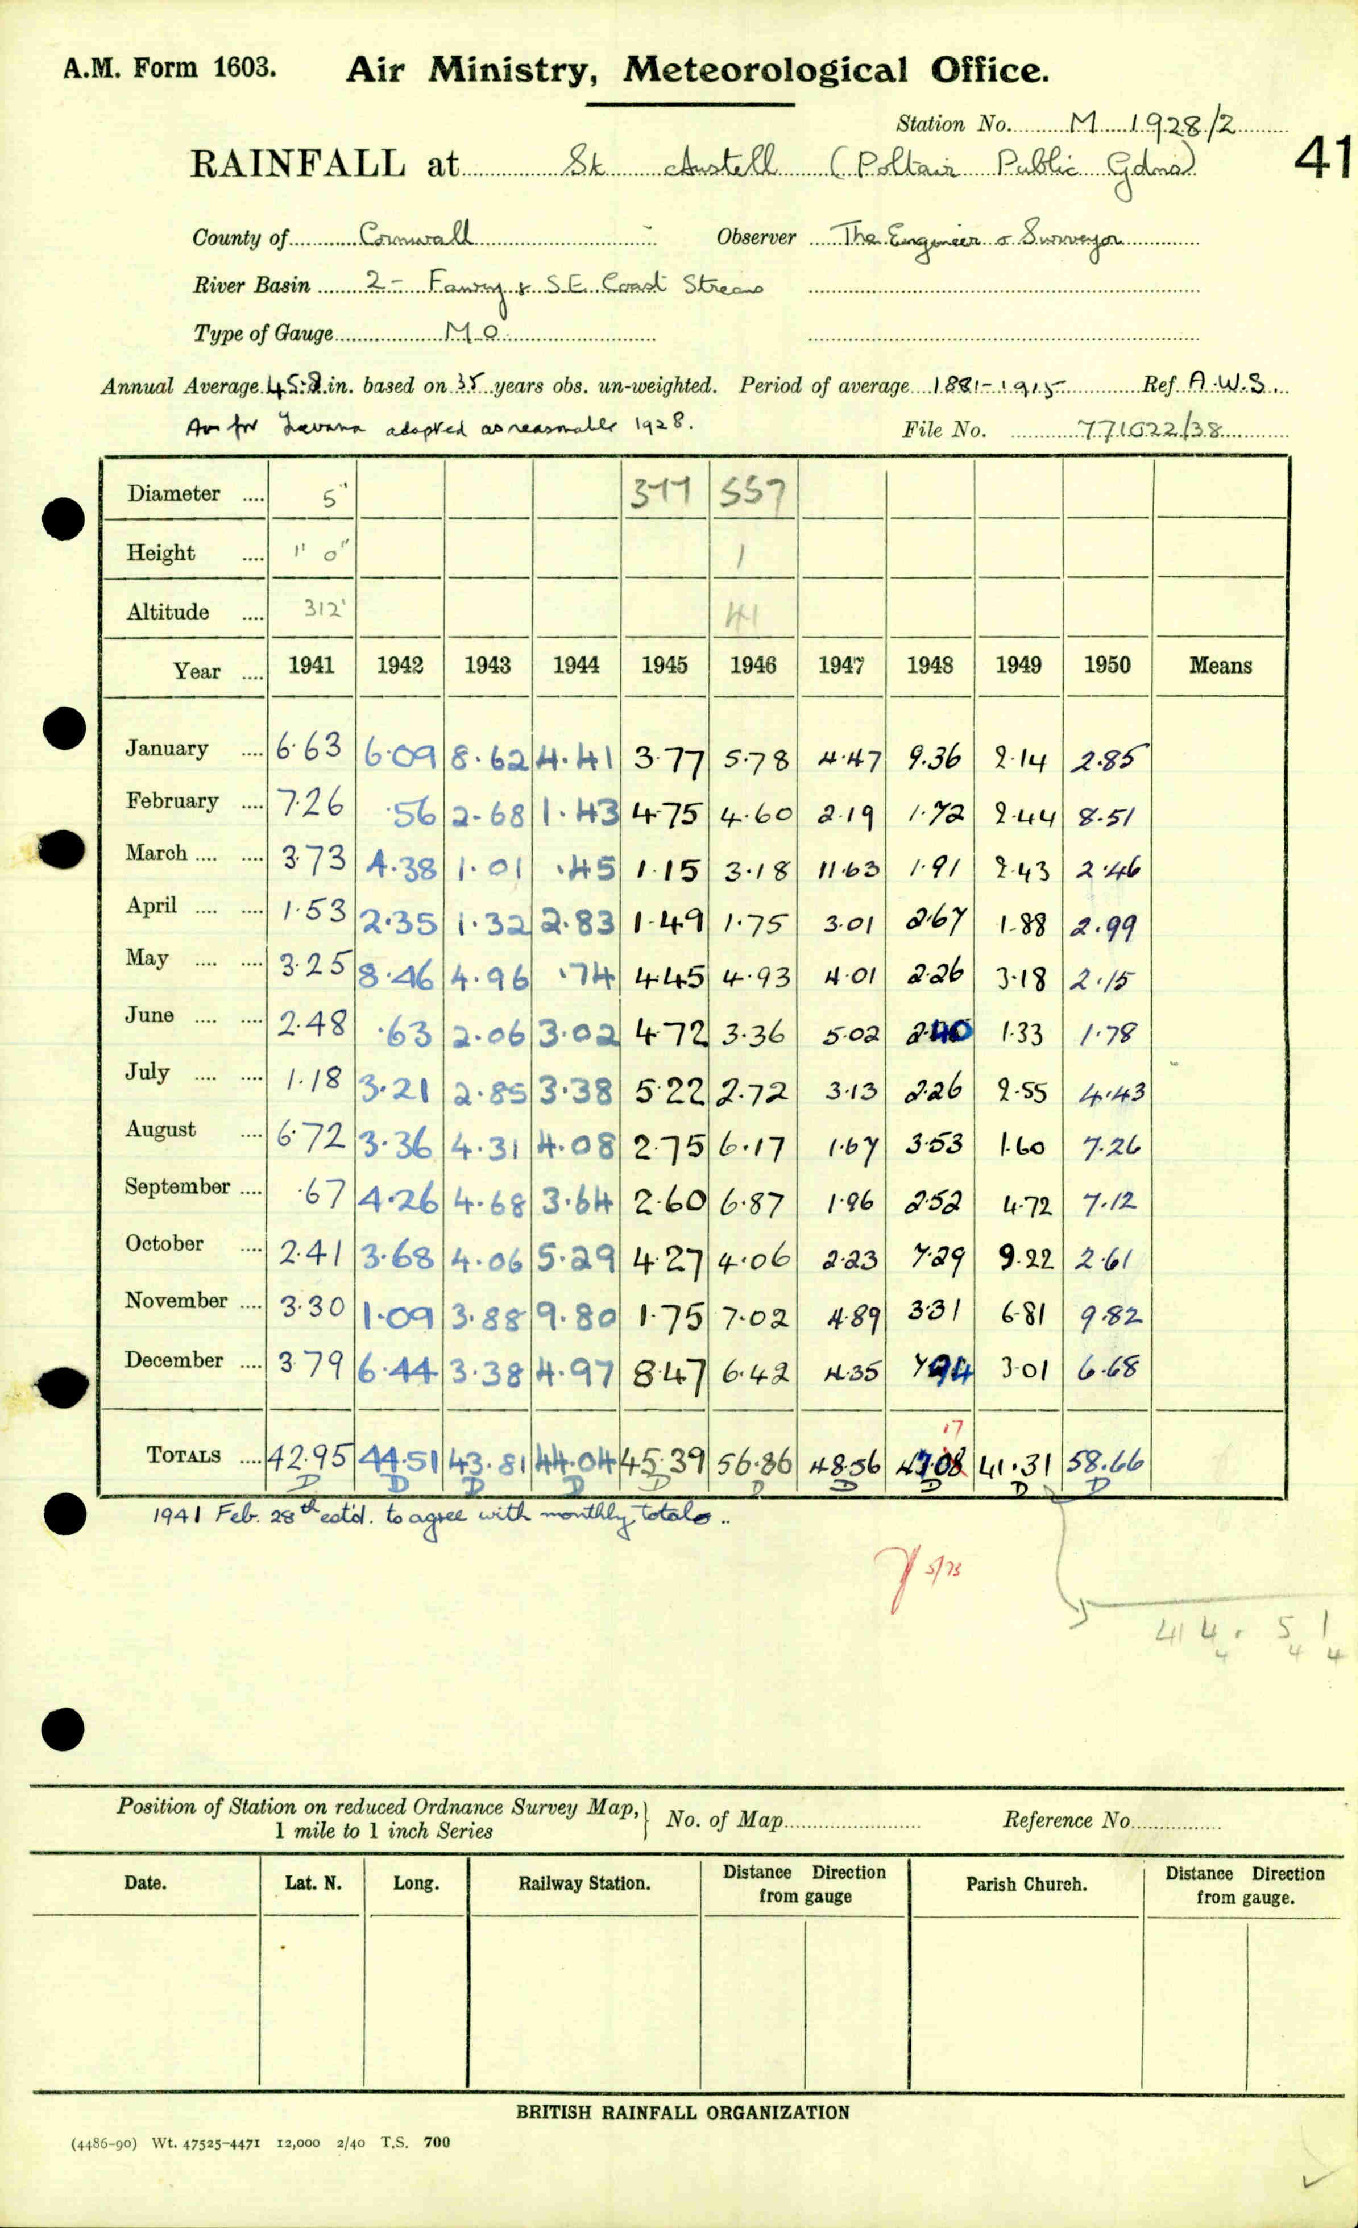 A.M. Form 1603. Air Ministry, Meteorological Office.
Station No. M 1928/2
41
RAINFALL at St Austell (Poltair Public Gdns)
County of Cornwall Observer The Engineer & Surveyor
River Basin 2 - Fowey & S.E. Coast Streams
Type of Gauge M O
Annual Average 45.8 in. based on 35 years obs. un-weighted. Period of average 1881-1915 Ref A.W.S.
Av for adopted as reasonable 1928. File No. 771022/38
Diameter .... 5" 377 557
Height .... 1' 0" 1
Altitude .... 312' 41
Year .... 1941 1942 1943 1944 1945 1946 1947 1948 1949 1950 Means
January .... 6.63 6.09 8.62 4.41 3.77 5.78 4.47 9.36 2.14 2.85
February .... 7.26 .56 2.68 1.43 4.75 4.60 2.19 1.72 2.44 8.51
March .... .... 3.73 4.38 1.01 .45 1.15 3.18 11.63 1.91 2.43 2.46
April .... .... 1.53 2.35 1.32 2.83 1.49 1.75 3.01 2.67 1.88 2.99
May .... .... 3.25 8.46 4.96 .74 4.45 4.93 4.01 2.26 3.18 2.15
June .... .... 2.48 .63 2.06 3.02 4.72 3.36 5.02 2.40 1.33 1.78
July .... .... 1.18 3.21 2.85 3.38 5.22 2.72 3.13 2.26 2.55 4.43
August .... 6.72 3.36 4.31 4.08 2.75 6.17 1.67 3.53 1.60 7.26
September .... .67 4.26 4.68 3.64 2.60 6.87 1.96 2.52 4.72 7.12
October .... 2.41 3.68 4.06 5.29 4.27 4.06 2.23 7.29 9.22 2.61
November .... 3.30 1.09 3.88 9.80 1.75 7.02 4.89 3.31 6.81 9.82
December .... 3.79 6.44 3.38 4.97 8.47 6.42 4.35 7.94 3.01 6.68
17
TOTALS .... 42.95 44.51 43.81 44.04 45.39 56.86 48.56 47.08 41.31 58.66
D D D D D D D D D D
1941 Feb. 28th est'd. to agree with monthly totals ..
5/73
44.51
4 4 4
Position of Station on reduced Ordnance Survey Map, } No. of Map Reference No.
1 mile to 1 inch Series
Date. Lat. N. Long. Railway Station. Distance Direction from gauge Parish Church. Distance Direction from gauge.
BRITISH RAINFALL ORGANIZATION
(4486-90) Wt. 47525-4471 12,000 2/40 T.S. 700